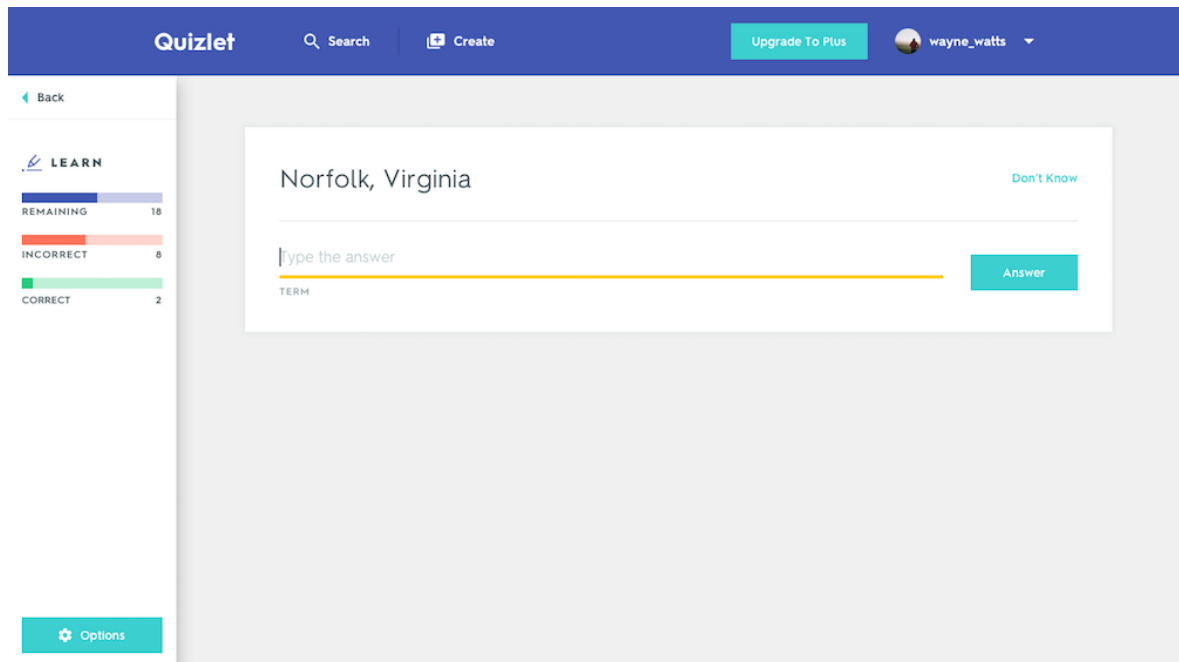 Quizlet
Search
Create
Upgrade To Plus
wayne_watts
Back
LEARN
REMAINING 18
INCORRECT 8
CORRECT 2
Options
Norfolk, Virginia
Don't Know
Type the answer
Answer
TERM